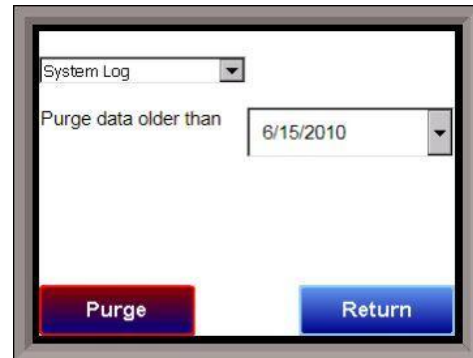 System Log
Purge data older than
6/15/2010
Purge
Return